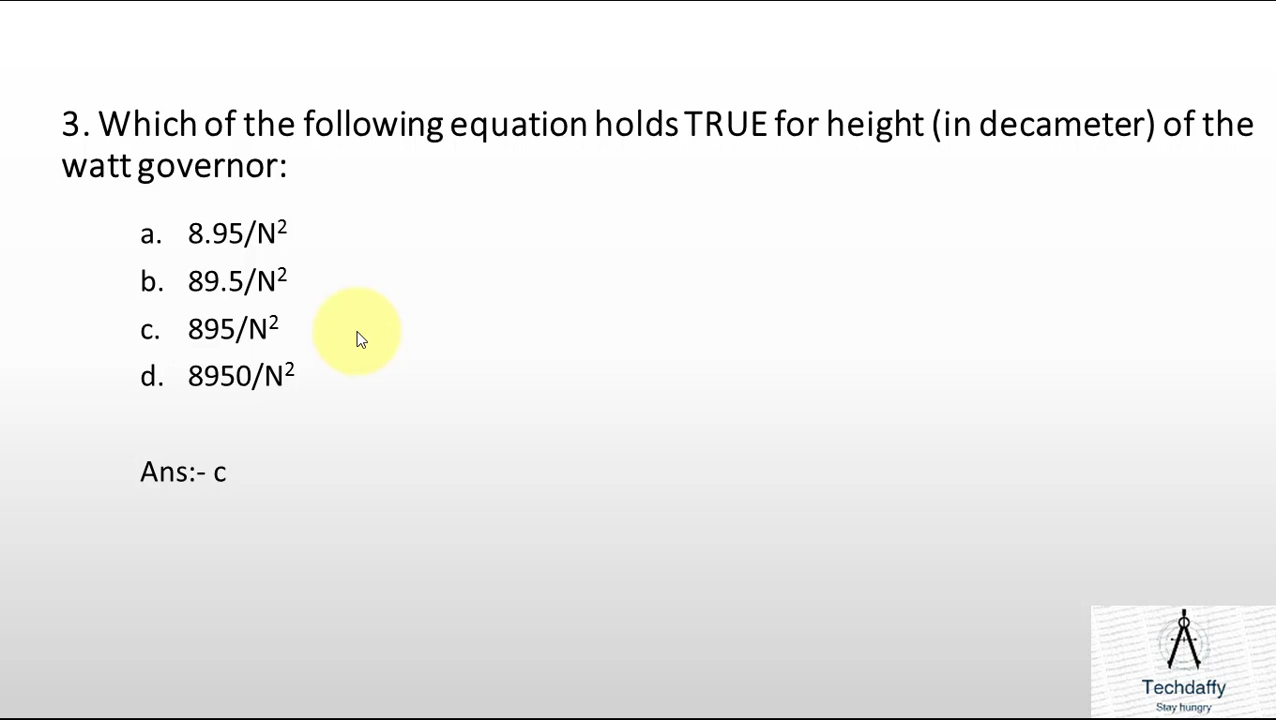 3. Which of the following equation holds TRUE for height (in decameter) of the
watt governor:
a. 8.95/N²
b. 89.5/N²
c. 895/N²
d. 8950/N²
Ans:- c
Techdaffy
Stay hungry